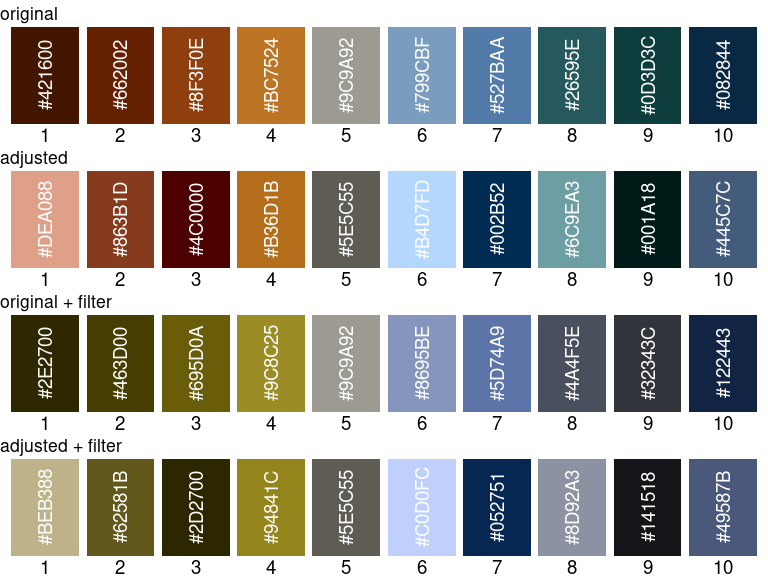 original
#421600 #662002 #8F3F0E #BC7524 #9C9A92 #799CBF #527BAA #26595E #0D3D3C #082844
1 2 3 4 5 6 7 8 9 10
adjusted
#DEA088 #863B1D #4C0000 #B36D1B #5E5C55 #B4D7FD #002B52 #6C9EA3 #001A18 #445C7C
1 2 3 4 5 6 7 8 9 10
original + filter
#2E2700 #463D00 #695D0A #9C8C25 #9C9A92 #8695BE #5D74A9 #4A4F5E #32343C #122443
1 2 3 4 5 6 7 8 9 10
adjusted + filter
#BEB388 #62581B #2D2700 #94841C #5E5C55 #C0D0FC #052751 #8D92A3 #141518 #49587B
1 2 3 4 5 6 7 8 9 10